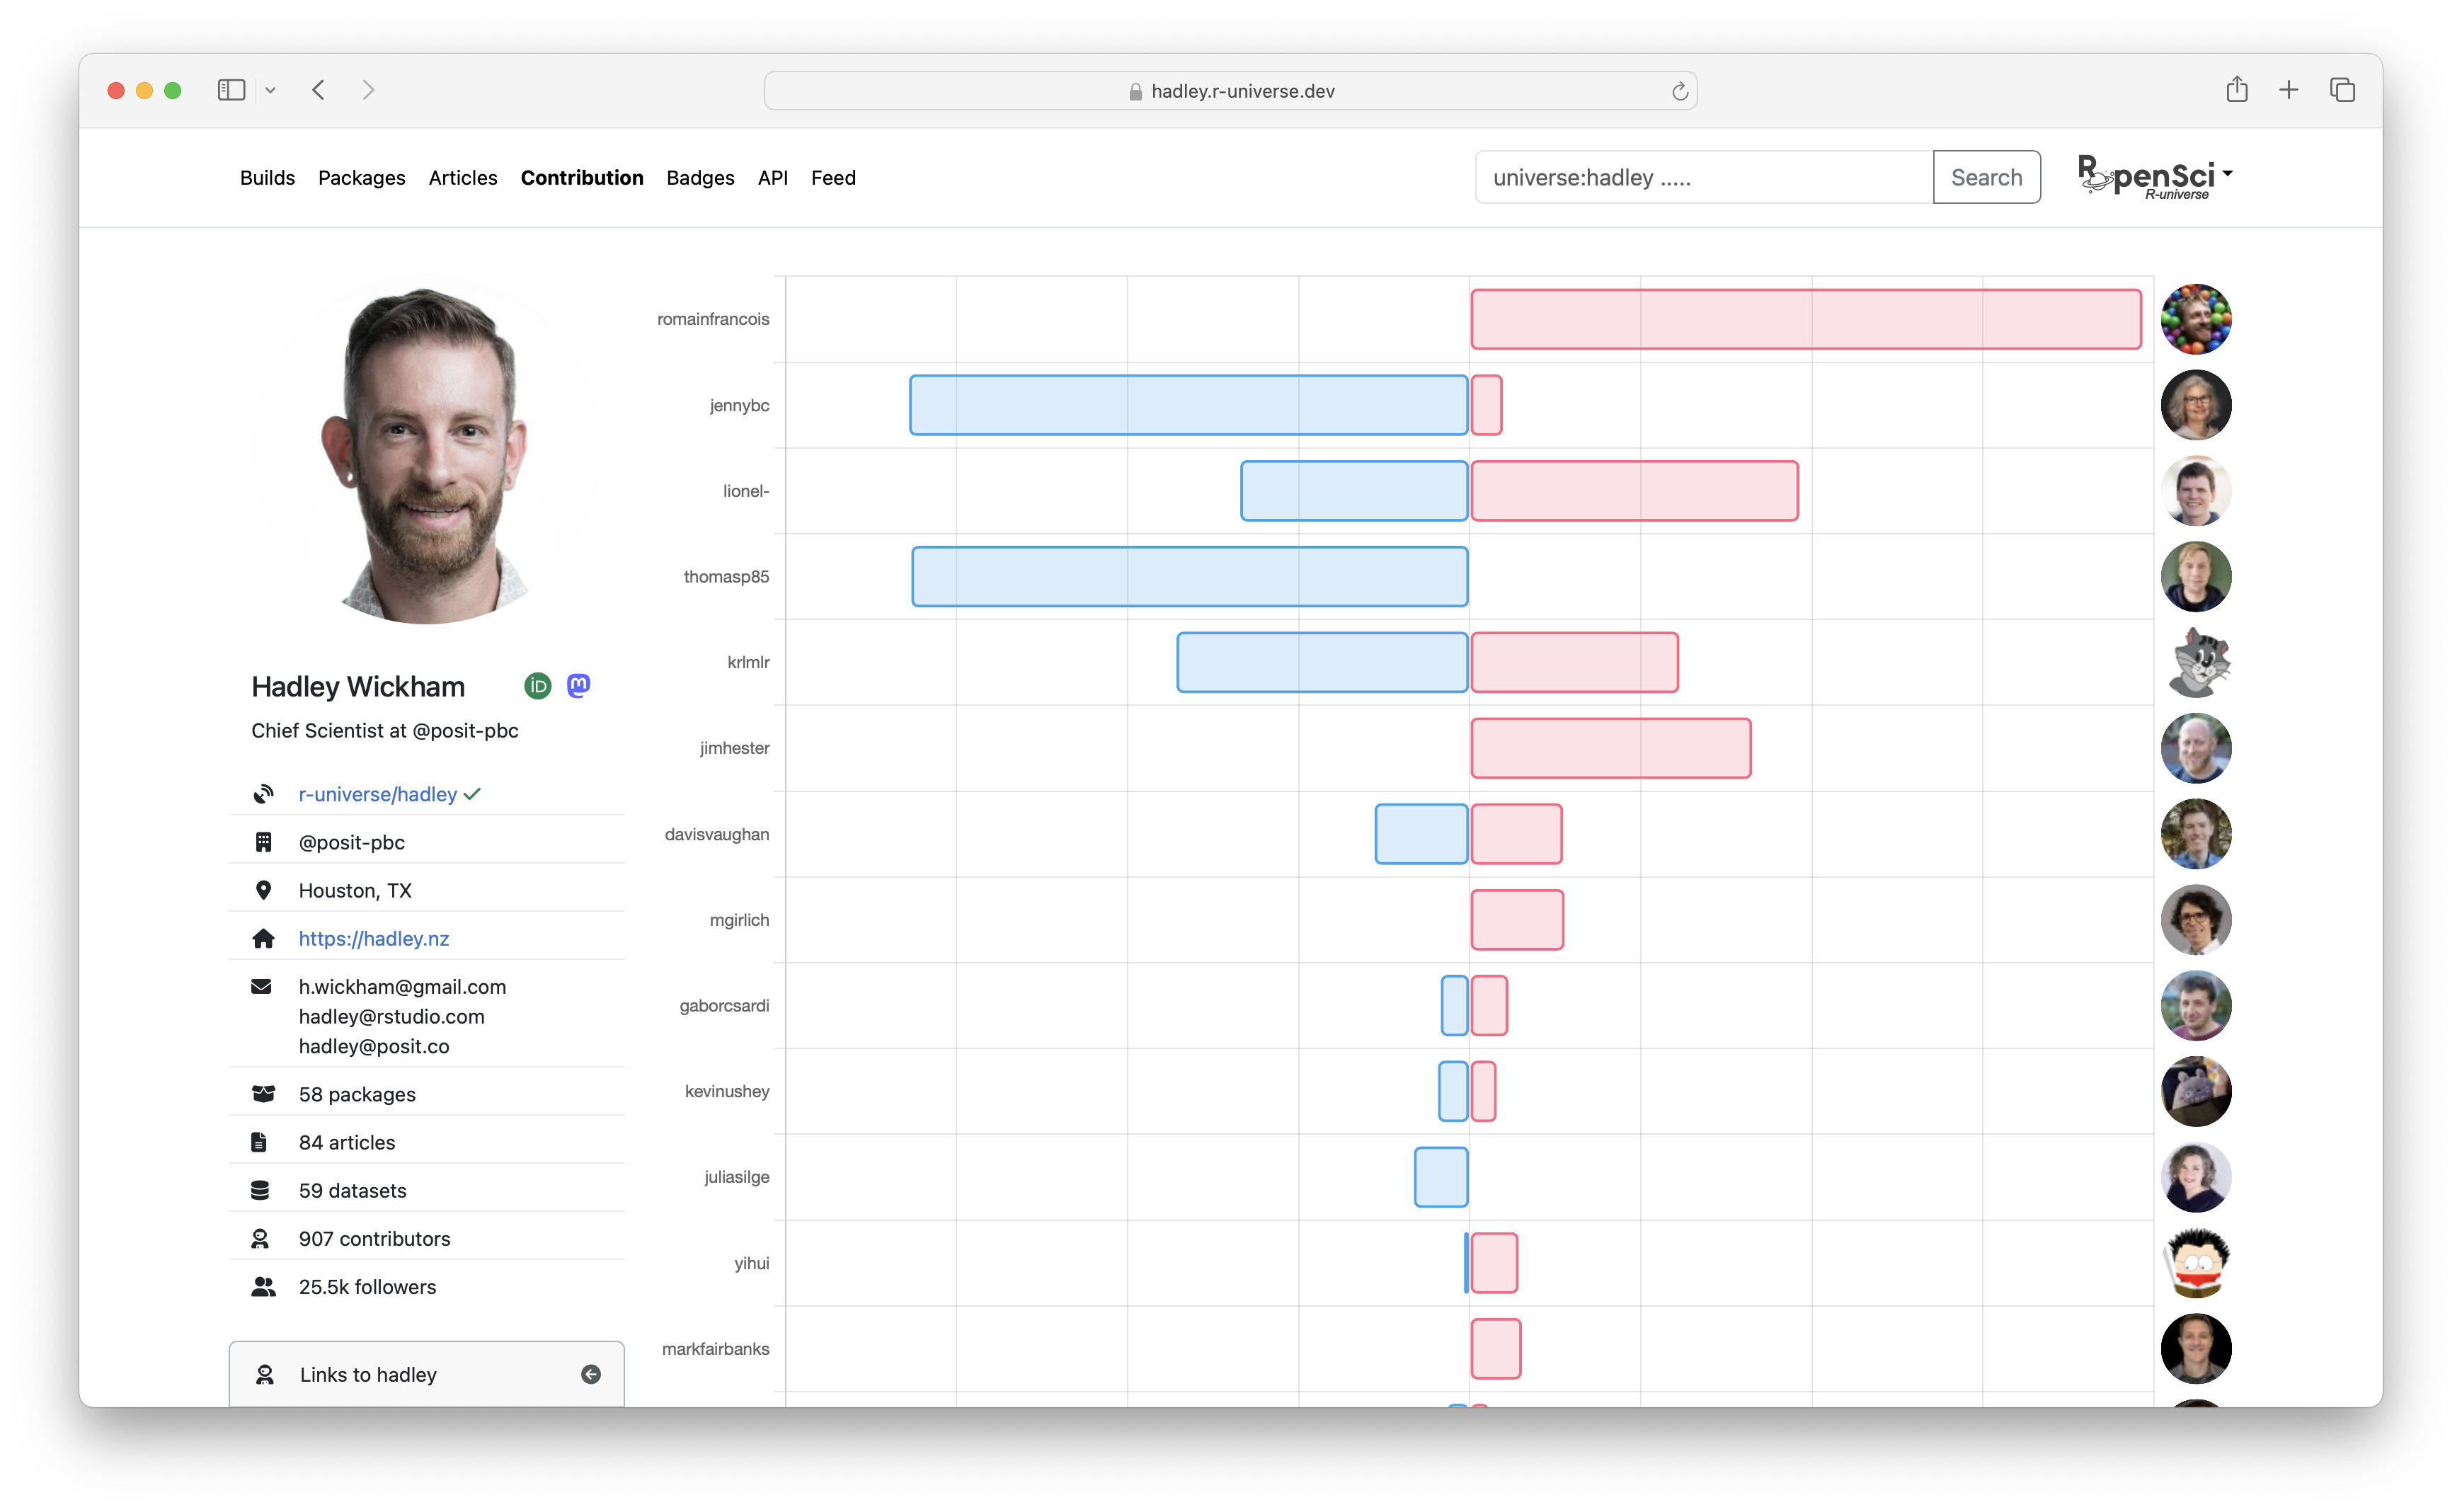 hadley.r-universe.dev
Builds Packages Articles Contribution Badges API Feed
universe:hadley .....
Search
ROpenSci
R-universe
Hadley Wickham
iD
Chief Scientist at @posit-pbc
r-universe/hadley
@posit-pbc
Houston, TX
https://hadley.nz
h.wickham@gmail.com
hadley@rstudio.com
hadley@posit.co
58 packages
84 articles
59 datasets
907 contributors
25.5k followers
Links to hadley
romainfrancois
jennybc
lionel-
thomasp85
krlmlr
jimhester
davisvaughan
mgirlich
gaborcsardi
kevinushey
juliasilge
yihui
markfairbanks